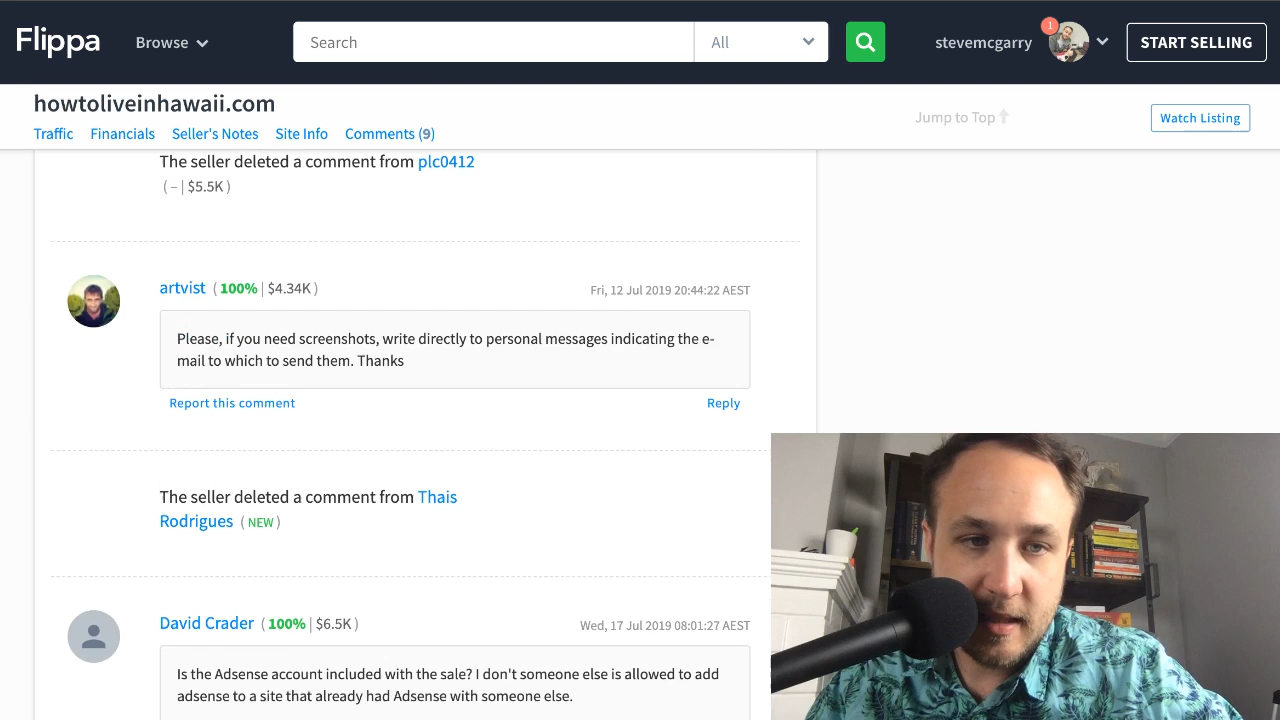 Flippa
Browse
Search
All
stevemcgarry
1
START SELLING
howtoliveinhawaii.com
Traffic
Financials
Seller's Notes
Site Info
Comments (9)
Jump to Top
Watch Listing
The seller deleted a comment from plc0412
( – | $5.5K )
artvist ( 100% | $4.34K )
Fri, 12 Jul 2019 20:44:22 AEST
Please, if you need screenshots, write directly to personal messages indicating the e-
mail to which to send them. Thanks
Report this comment
Reply
The seller deleted a comment from Thais
Rodrigues ( NEW )
David Crader ( 100% | $6.5K )
Wed, 17 Jul 2019 08:01:27 AEST
Is the Adsense account included with the sale? I don't someone else is allowed to add
adsense to a site that already had Adsense with someone else.